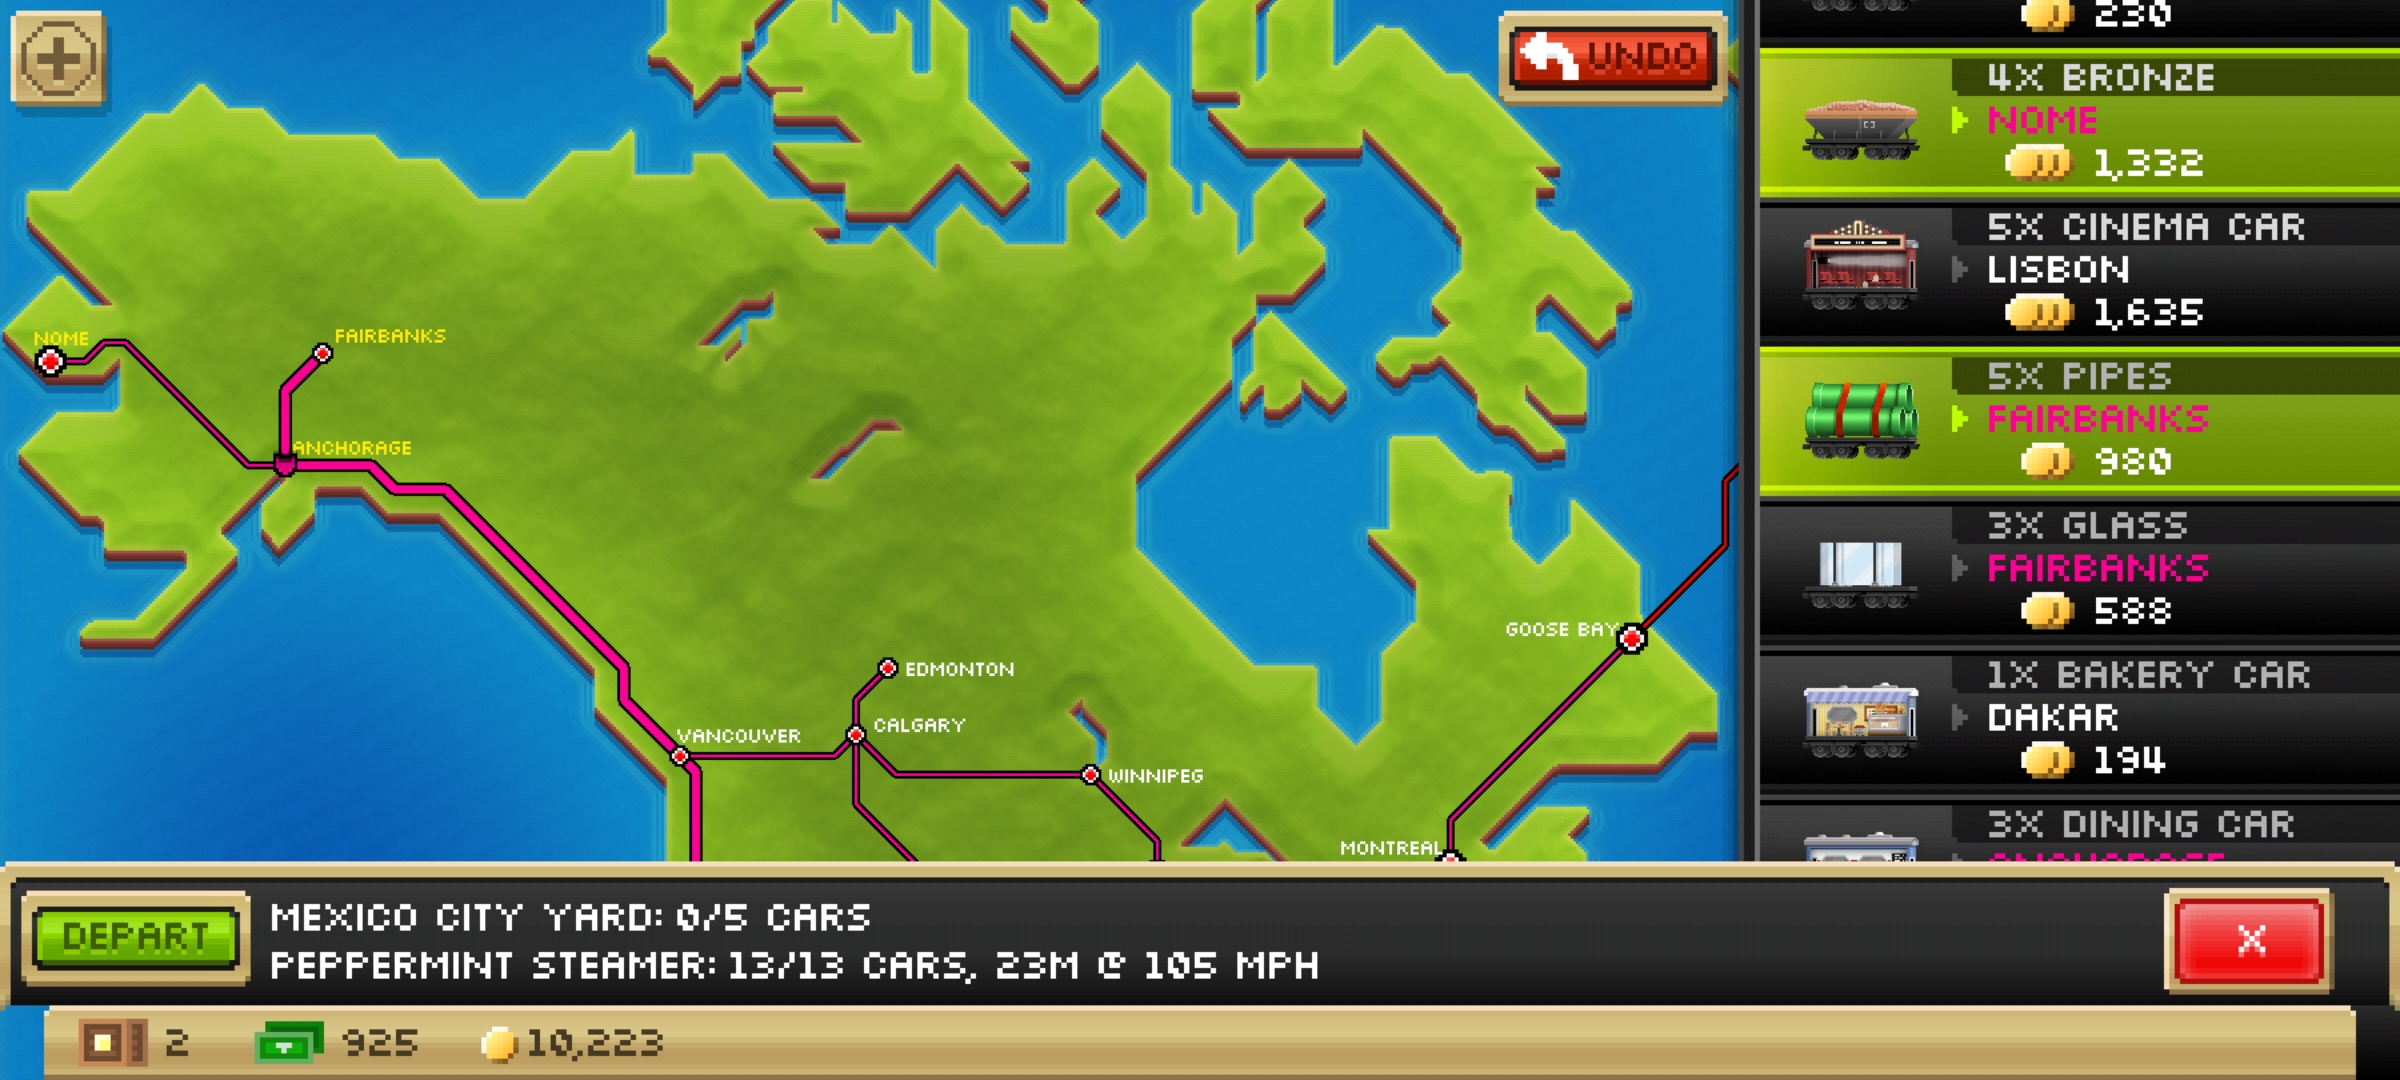 UNDO
NOME
FAIRBANKS
ANCHORAGE
EDMONTON
VANCOUVER
CALGARY
WINNIPEG
GOOSE BAY
MONTREAL
230
4X BRONZE
NOME
1,332
5X CINEMA CAR
LISBON
1,635
5X PIPES
FAIRBANKS
980
3X GLASS
FAIRBANKS
588
1X BAKERY CAR
DAKAR
194
3X DINING CAR
ANCHORAGE
DEPART
MEXICO CITY YARD: 0/5 CARS
PEPPERMINT STEAMER: 13/13 CARS, 23M @ 105 MPH
X
2
925
10,223